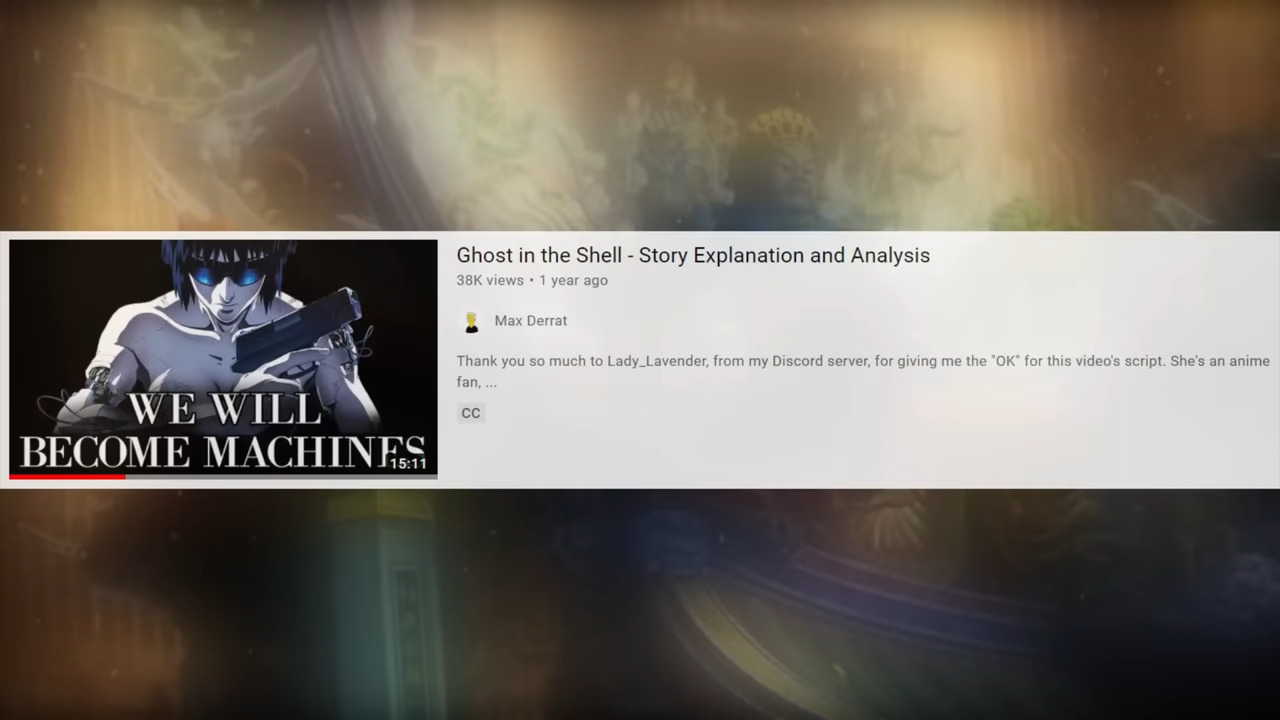 Ghost in the Shell - Story Explanation and Analysis
38K views • 1 year ago
Max Derrat
Thank you so much to Lady_Lavender, from my Discord server, for giving me the "OK" for this video's script. She's an anime
fan, ...
CC
WE WILL
BECOME MACHINES
15:11